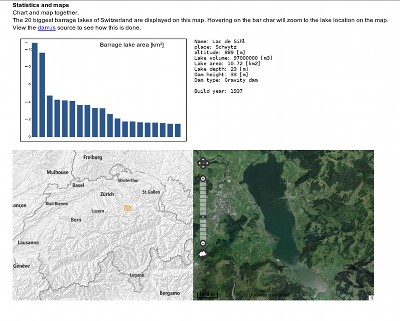 Statistics and maps
Chart and map together.
The 20 biggest barrage lakes of Switzerland are displayed on this map. Hovering on the bar char will zoom to the lake location on the map.
View the dam.js source to see how this is done.
Barrage lake area [km²]
Name: Lac de Sihl
place: Schwytz
altitude: 889 [m]
Lake volume: 97000000 [m3]
Lake area: 10.72 [km2]
Lake depth: 23 [m]
Dam height: 33 [m]
Dam type: Gravity dam
Build year: 1937
Freiburg
Mulhouse
Basel
Winterthur
Zürich
St.Gallen
ançon
Luzern
Bern
Lausanne
Genève
Lugano
Bergamo